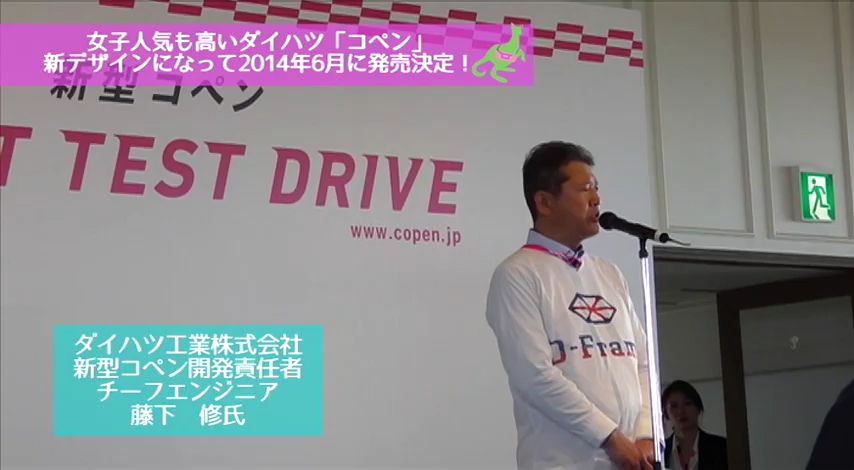 女子人気も高いダイハツ「コペン」
新デザインになって2014年6月に発売決定！
新型コペン
T TEST DRIVE
www.copen.jp
D-Fram
ダイハツ工業株式会社
新型コペン開発責任者
チーフエンジニア
藤下　修氏